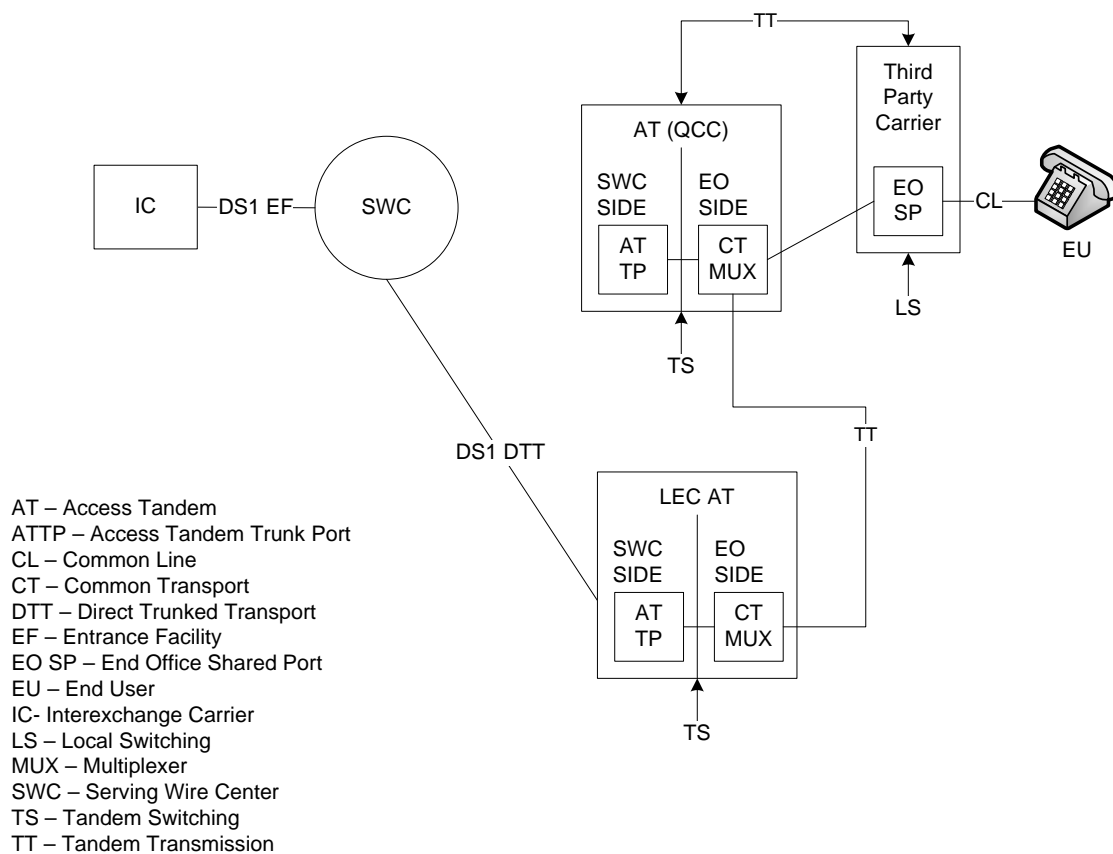 TT
Third
Party
Carrier
AT (QCC)
SWC
SIDE
EO
SIDE
AT
TP
CT
MUX
EO
SP
CL
EU
IC
DS1 EF
SWC
LS
TS
TT
DS1 DTT
LEC AT
SWC
SIDE
EO
SIDE
AT
TP
CT
MUX
TS
AT – Access Tandem
ATTP – Access Tandem Trunk Port
CL – Common Line
CT – Common Transport
DTT – Direct Trunked Transport
EF – Entrance Facility
EO SP – End Office Shared Port
EU – End User
IC- Interexchange Carrier
LS – Local Switching
MUX – Multiplexer
SWC – Serving Wire Center
TS – Tandem Switching
TT – Tandem Transmission